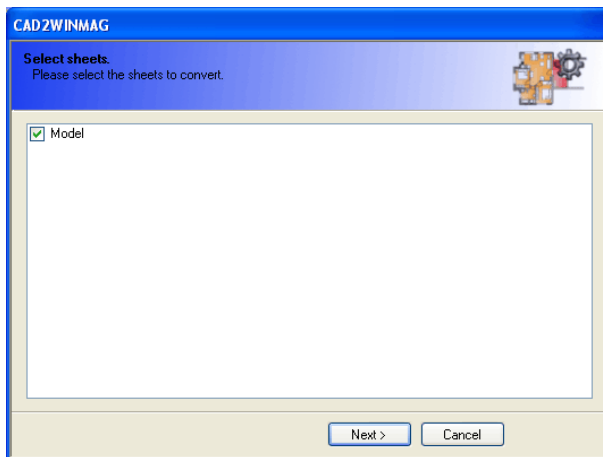 CAD2WINMAG
Select sheets.
Please select the sheets to convert.
Model
Next >
Cancel